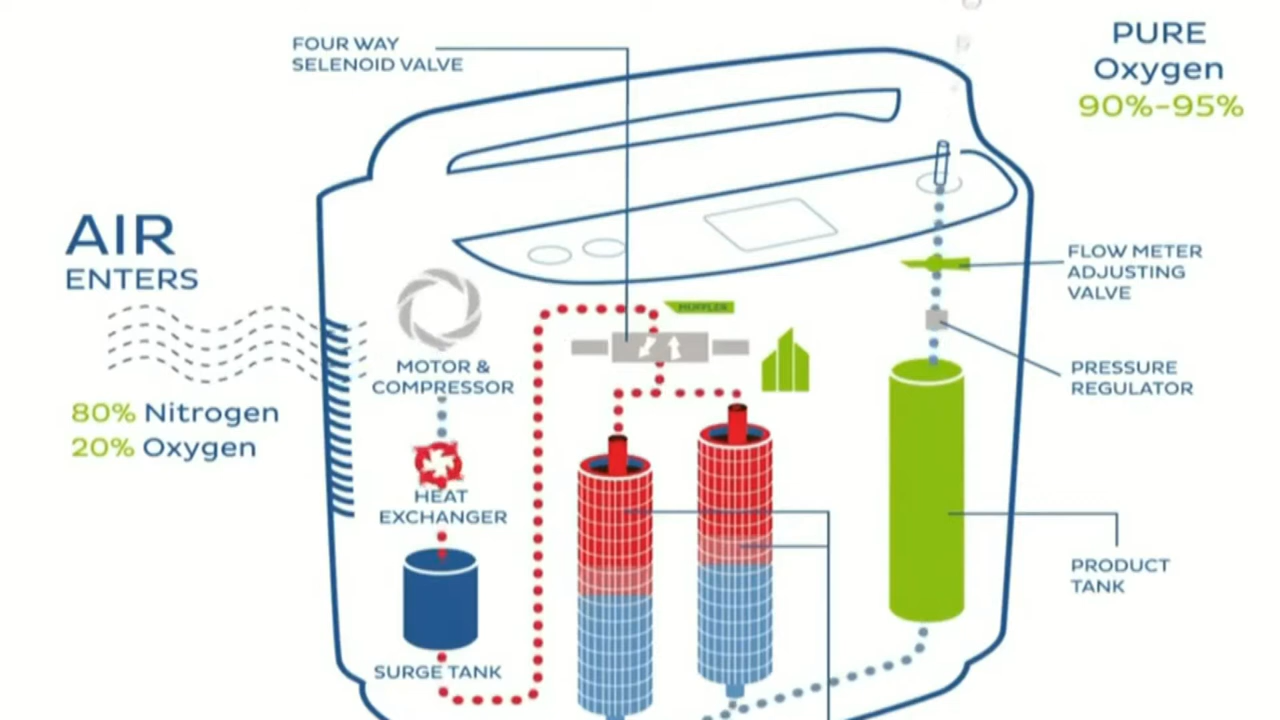 FOUR WAY
SELENOID VALVE
PURE
Oxygen
90%-95%
AIR
ENTERS
80% Nitrogen
20% Oxygen
MOTOR &
COMPRESSOR
HEAT
EXCHANGER
SURGE TANK
MUFFLER
FLOW METER
ADJUSTING
VALVE
PRESSURE
REGULATOR
PRODUCT
TANK